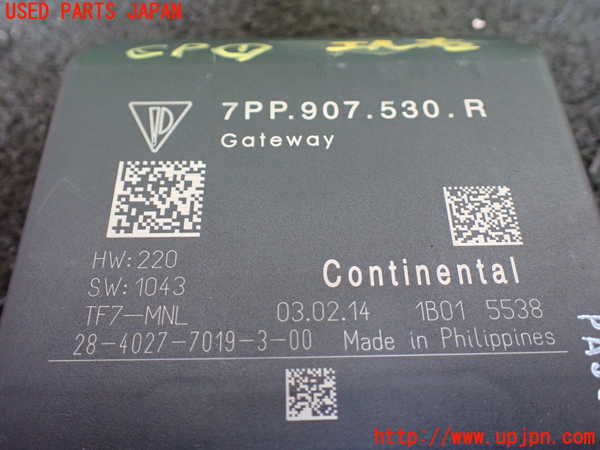 USED PARTS JAPAN
CP①
7PP.907.530.R
Gateway
HW:220
SW:1043
Continental
TF7-MNL 03.02.14 1B01 5538
28-4027-7019-3-00 Made in Philippines
http://www.upjpn.com/